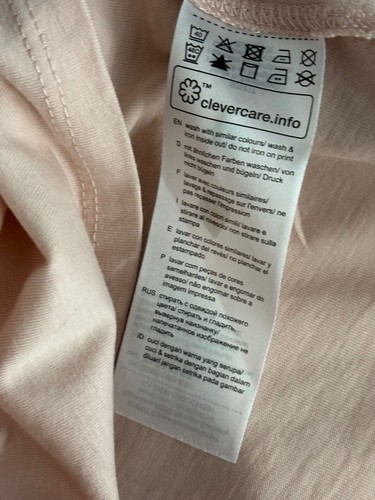 40
40
™
clevercare.info
EN wash with similar colours/ wash &
iron inside out/ do not iron on print
D mit ähnlichen Farben waschen/ von
links waschen und bügeln/ Druck
nicht bügeln
F laver avec couleurs similaires/
lavage & repassage sur l'envers/ ne
pas repasser l'impression
I lavare con colori simili/ lavare e
stirare al rovescio/ non stirare sulla
stampa
E lavar con colores similares/ lavar y
planchar del revés/ no planchar el
estampado
P lavar com peças de cores
semelhantes/ lavar e engomar do
avesso/ não engomar sobre a
imagem impressa
RUS стирать с одеждой похожего
цвета/ стирать и гладить,
вывернув наизнанку/
напечатанное изображение не
гладить
ID cuci dengan warna yang serupa/
cuci & setrika dengan bagian dalam
diluar/ jangan setrika pada gambar